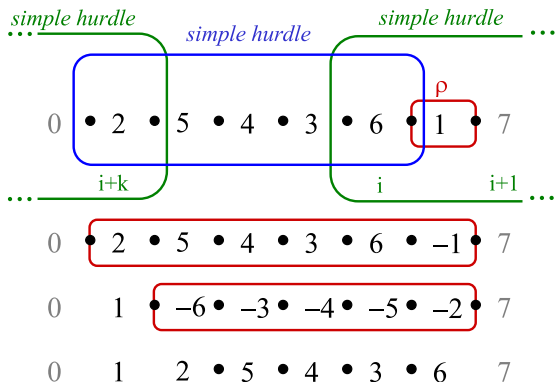 simple hurdle simple hurdle
... simple hurdle ...
ρ
0 • 2 • 5 • 4 • 3 • 6 • 1 • 7
i+k i i+1
... ...
0 • 2 • 5 • 4 • 3 • 6 • −1 • 7
0 1 • −6 • −3 • −4 • −5 • −2 • 7
0 1 2 • 5 • 4 • 3 • 6 7